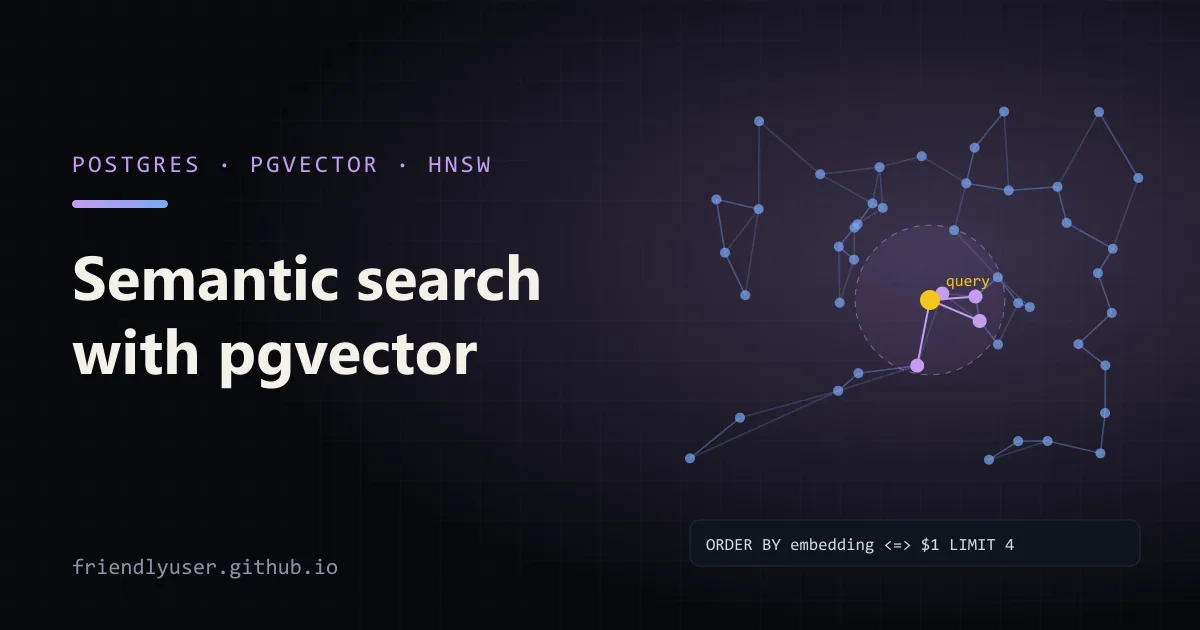 POSTGRES · PGVECTOR · HNSW
Semantic search
with pgvector
query
ORDER BY embedding <=> $1 LIMIT 4
friendlyuser.github.io